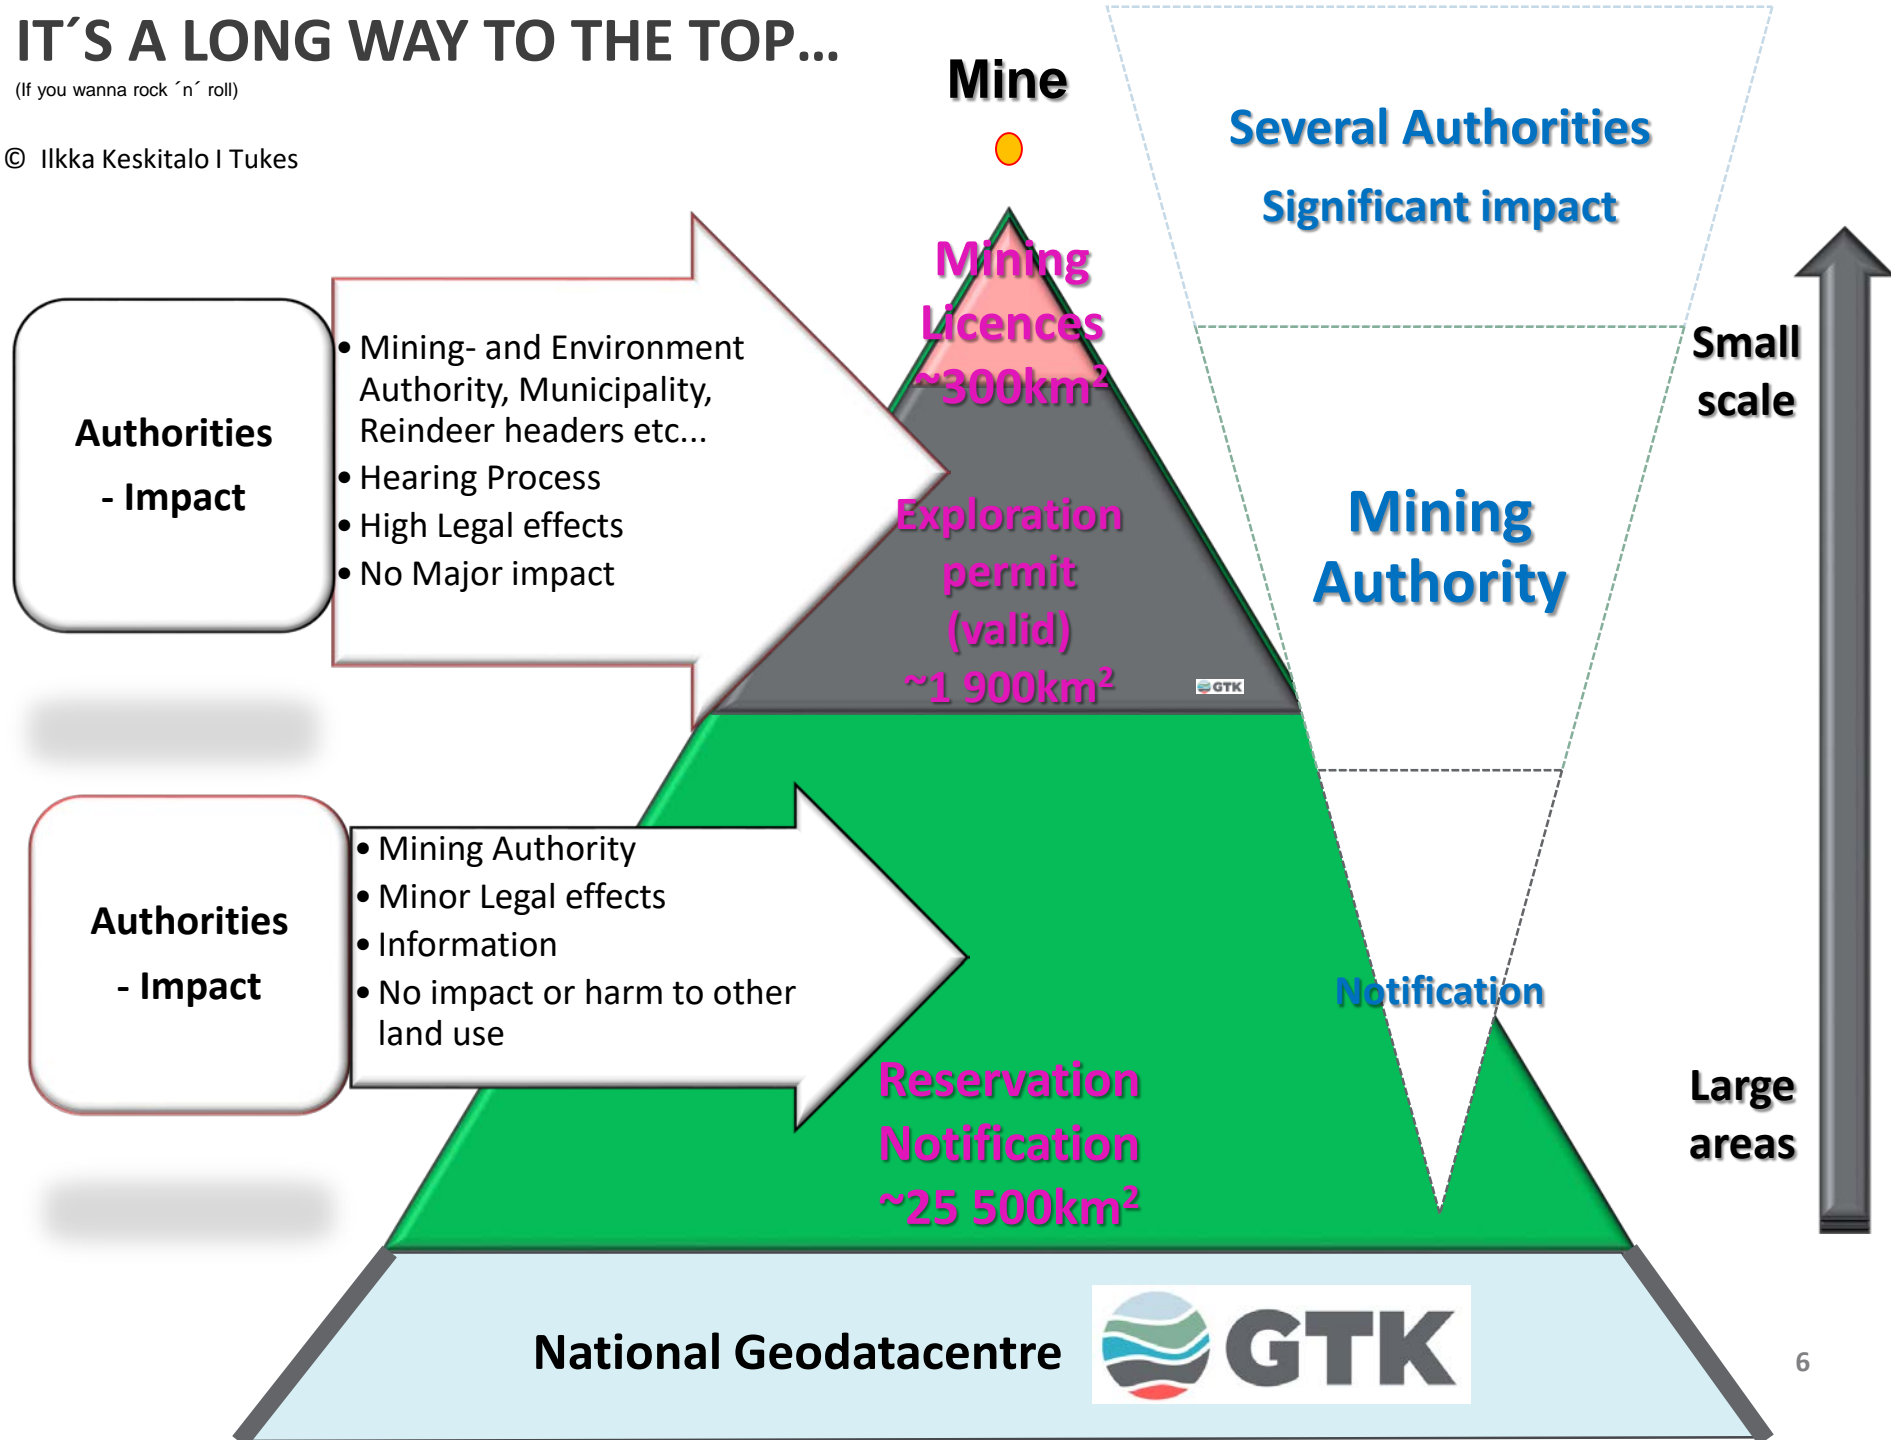 IT´S A LONG WAY TO THE TOP…
(If you wanna rock ´n´ roll)
© Ilkka Keskitalo I Tukes
Mine
Several Authorities
Significant impact
Mining
Licences
~300km²
Small
scale
Authorities
- Impact
• Mining- and Environment
Authority, Municipality,
Reindeer headers etc...
• Hearing Process
• High Legal effects
• No Major impact
Exploration
permit
(valid)
~1 900km²
GTK
Mining
Authority
Authorities
- Impact
• Mining Authority
• Minor Legal effects
• Information
• No impact or harm to other
land use
Notification
Reservation
Notification
~25 500km²
Large
areas
National Geodatacentre
GTK
6